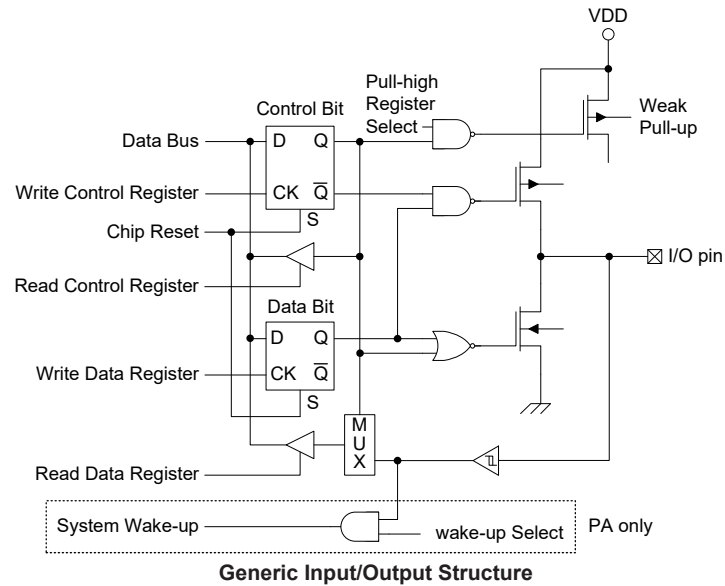 VDD
Pull-high
Register
Select
Weak
Pull-up
Control Bit
Data Bus
D Q
Write Control Register
CK Q̅
S
Chip Reset
I/O pin
Read Control Register
Data Bit
D Q
Write Data Register
CK Q̅
S
M
U
X
Read Data Register
System Wake-up
wake-up Select
PA only
Generic Input/Output Structure